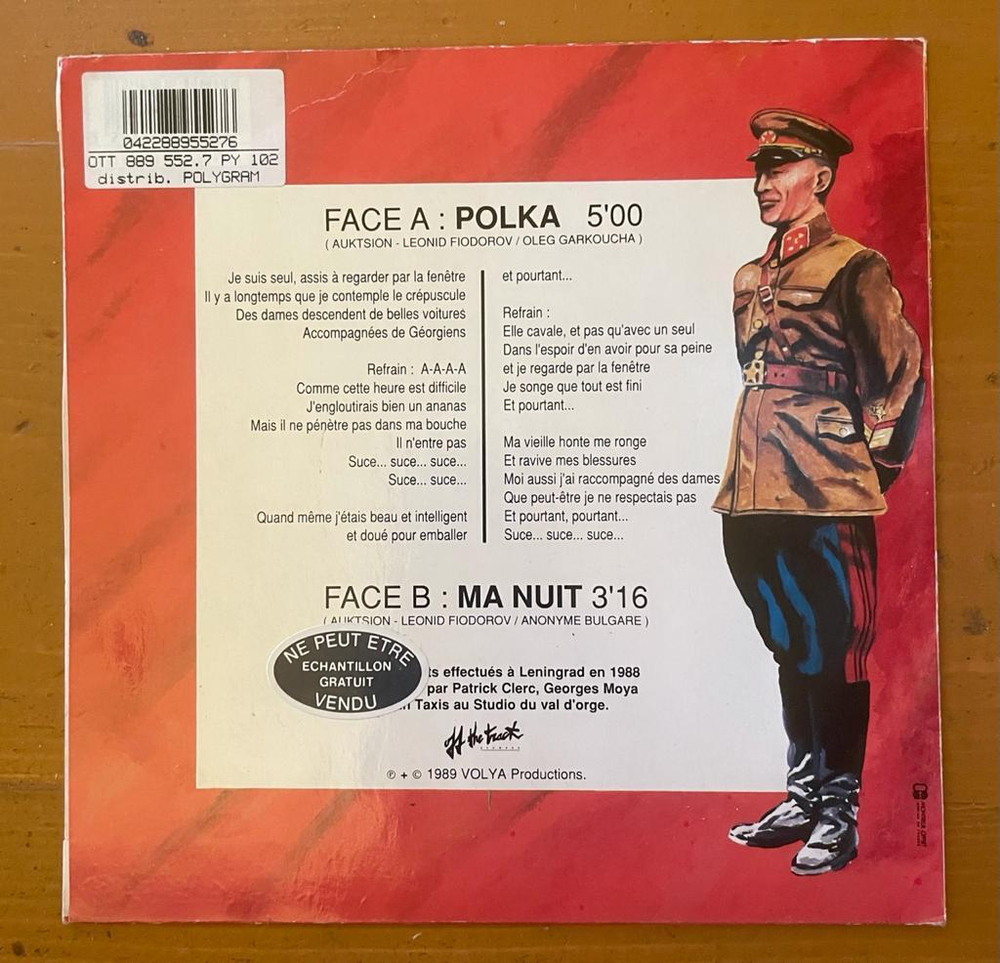 042288955276
OTT 889 552.7 PY 102
distrib. POLYGRAM
FACE A : POLKA 5'00
( AUKTSION - LEONID FIODOROV / OLEG GARKOUCHA )
Je suis seul, assis à regarder par la fenêtre
Il y a longtemps que je contemple le crépuscule
Des dames descendent de belles voitures
Accompagnées de Géorgiens
Refrain : A-A-A-A
Comme cette heure est difficile
J'engloutirais bien un ananas
Mais il ne pénètre pas dans ma bouche
Il n'entre pas
Suce... suce... suce...
Suce... suce...
Quand même j'étais beau et intelligent
et doué pour emballer
et pourtant...
Refrain :
Elle cavale, et pas qu'avec un seul
Dans l'espoir d'en avoir pour sa peine
et je regarde par la fenêtre
Je songe que tout est fini
Et pourtant...
Ma vieille honte me ronge
Et ravive mes blessures
Moi aussi j'ai raccompagné des dames
Que peut-être je ne respectais pas
Et pourtant, pourtant...
Suce... suce... suce...
FACE B : MA NUIT 3'16
( AUKTSION - LEONID FIODOROV / ANONYME BULGARE )
NE PEUT ETRE
ECHANTILLON
GRATUIT
VENDU
ts effectués à Leningrad en 1988
par Patrick Clerc, Georges Moya
Taxis au Studio du val d'orge.
off the track
℗ + © 1989 VOLYA Productions.